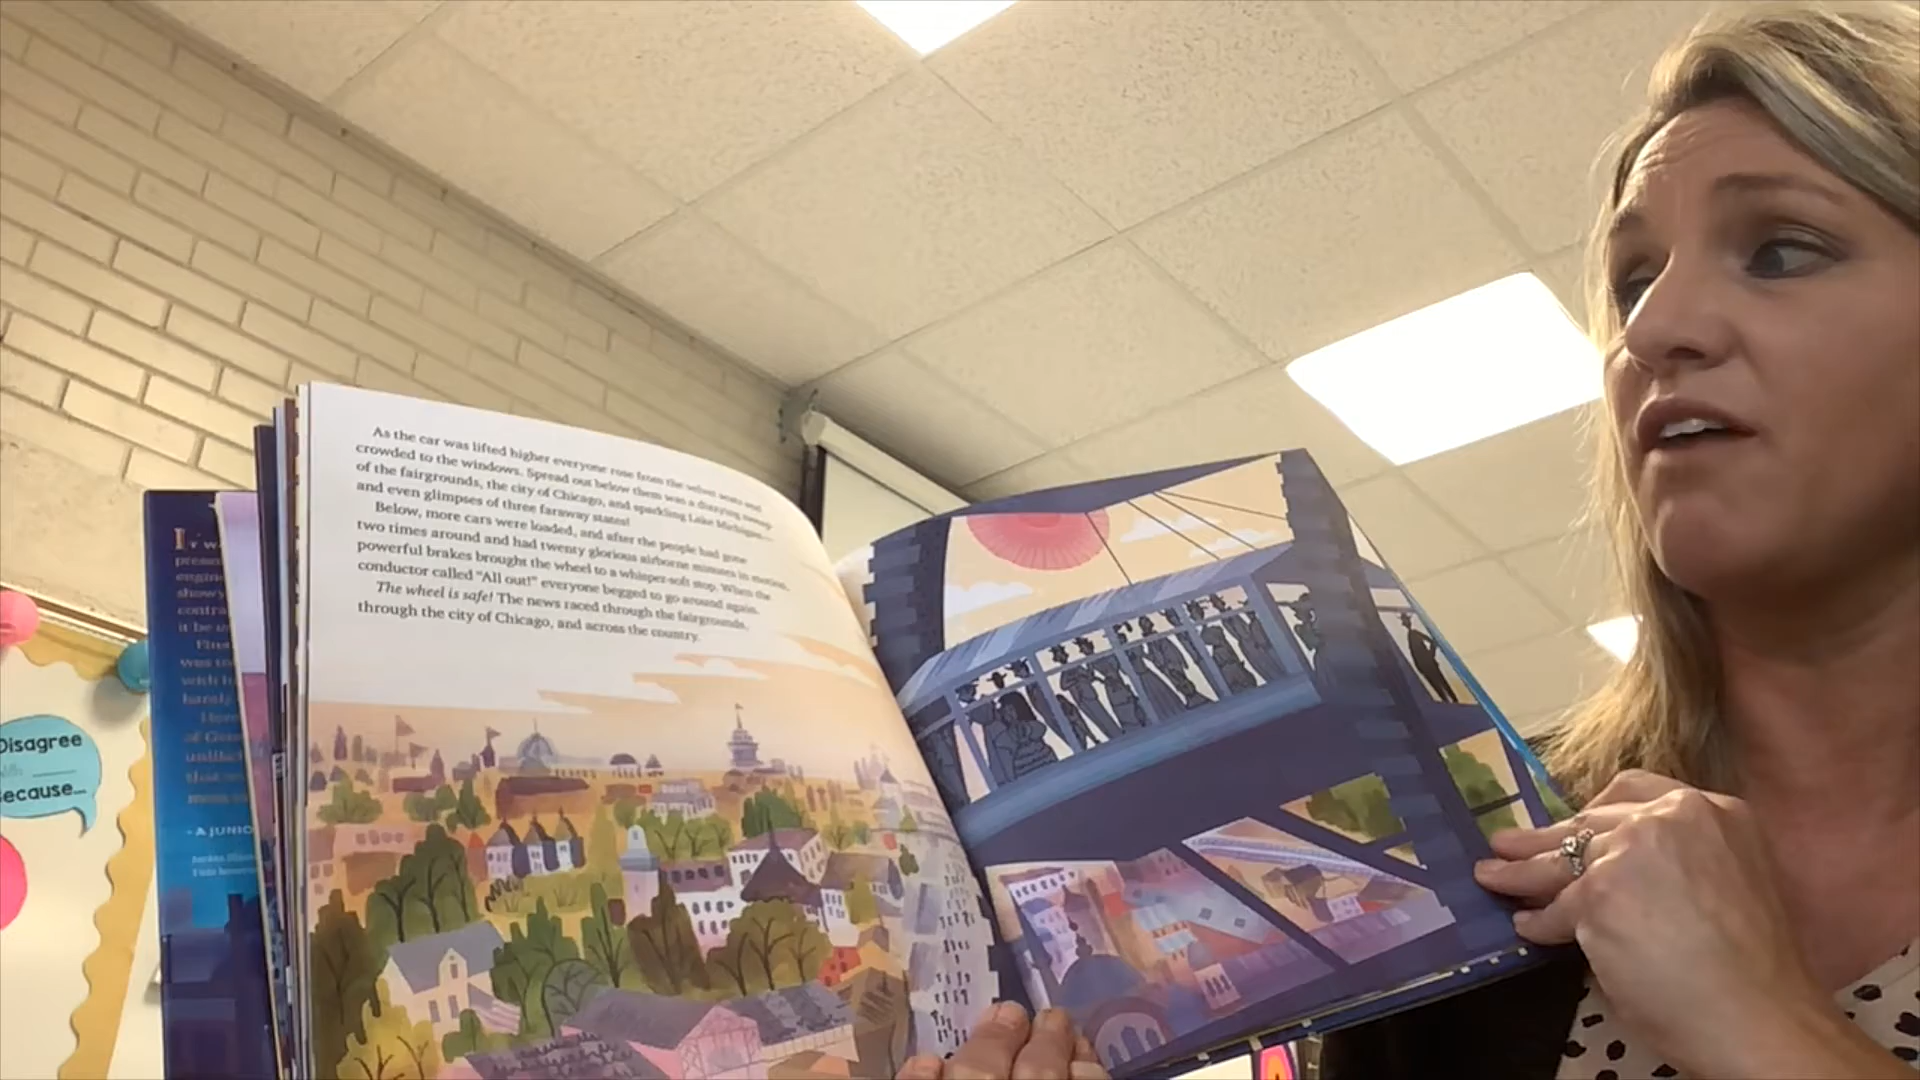 As the car was lifted higher everyone rose from the velvet seats and
crowded to the windows. Spread out below them was a dizzying sweep
of the fairgrounds, the city of Chicago, and sparkling Lake Michigan—
and even glimpses of three faraway states!
Below, more cars were loaded, and after the people had gone
two times around and had twenty glorious airborne minutes in motion,
powerful brakes brought the wheel to a whisper-soft stop. When the
conductor called “All out!” everyone begged to go around again.
The wheel is safe! The news raced through the fairgrounds,
through the city of Chicago, and across the country.
- A JUNIO
Disagree
ecause...